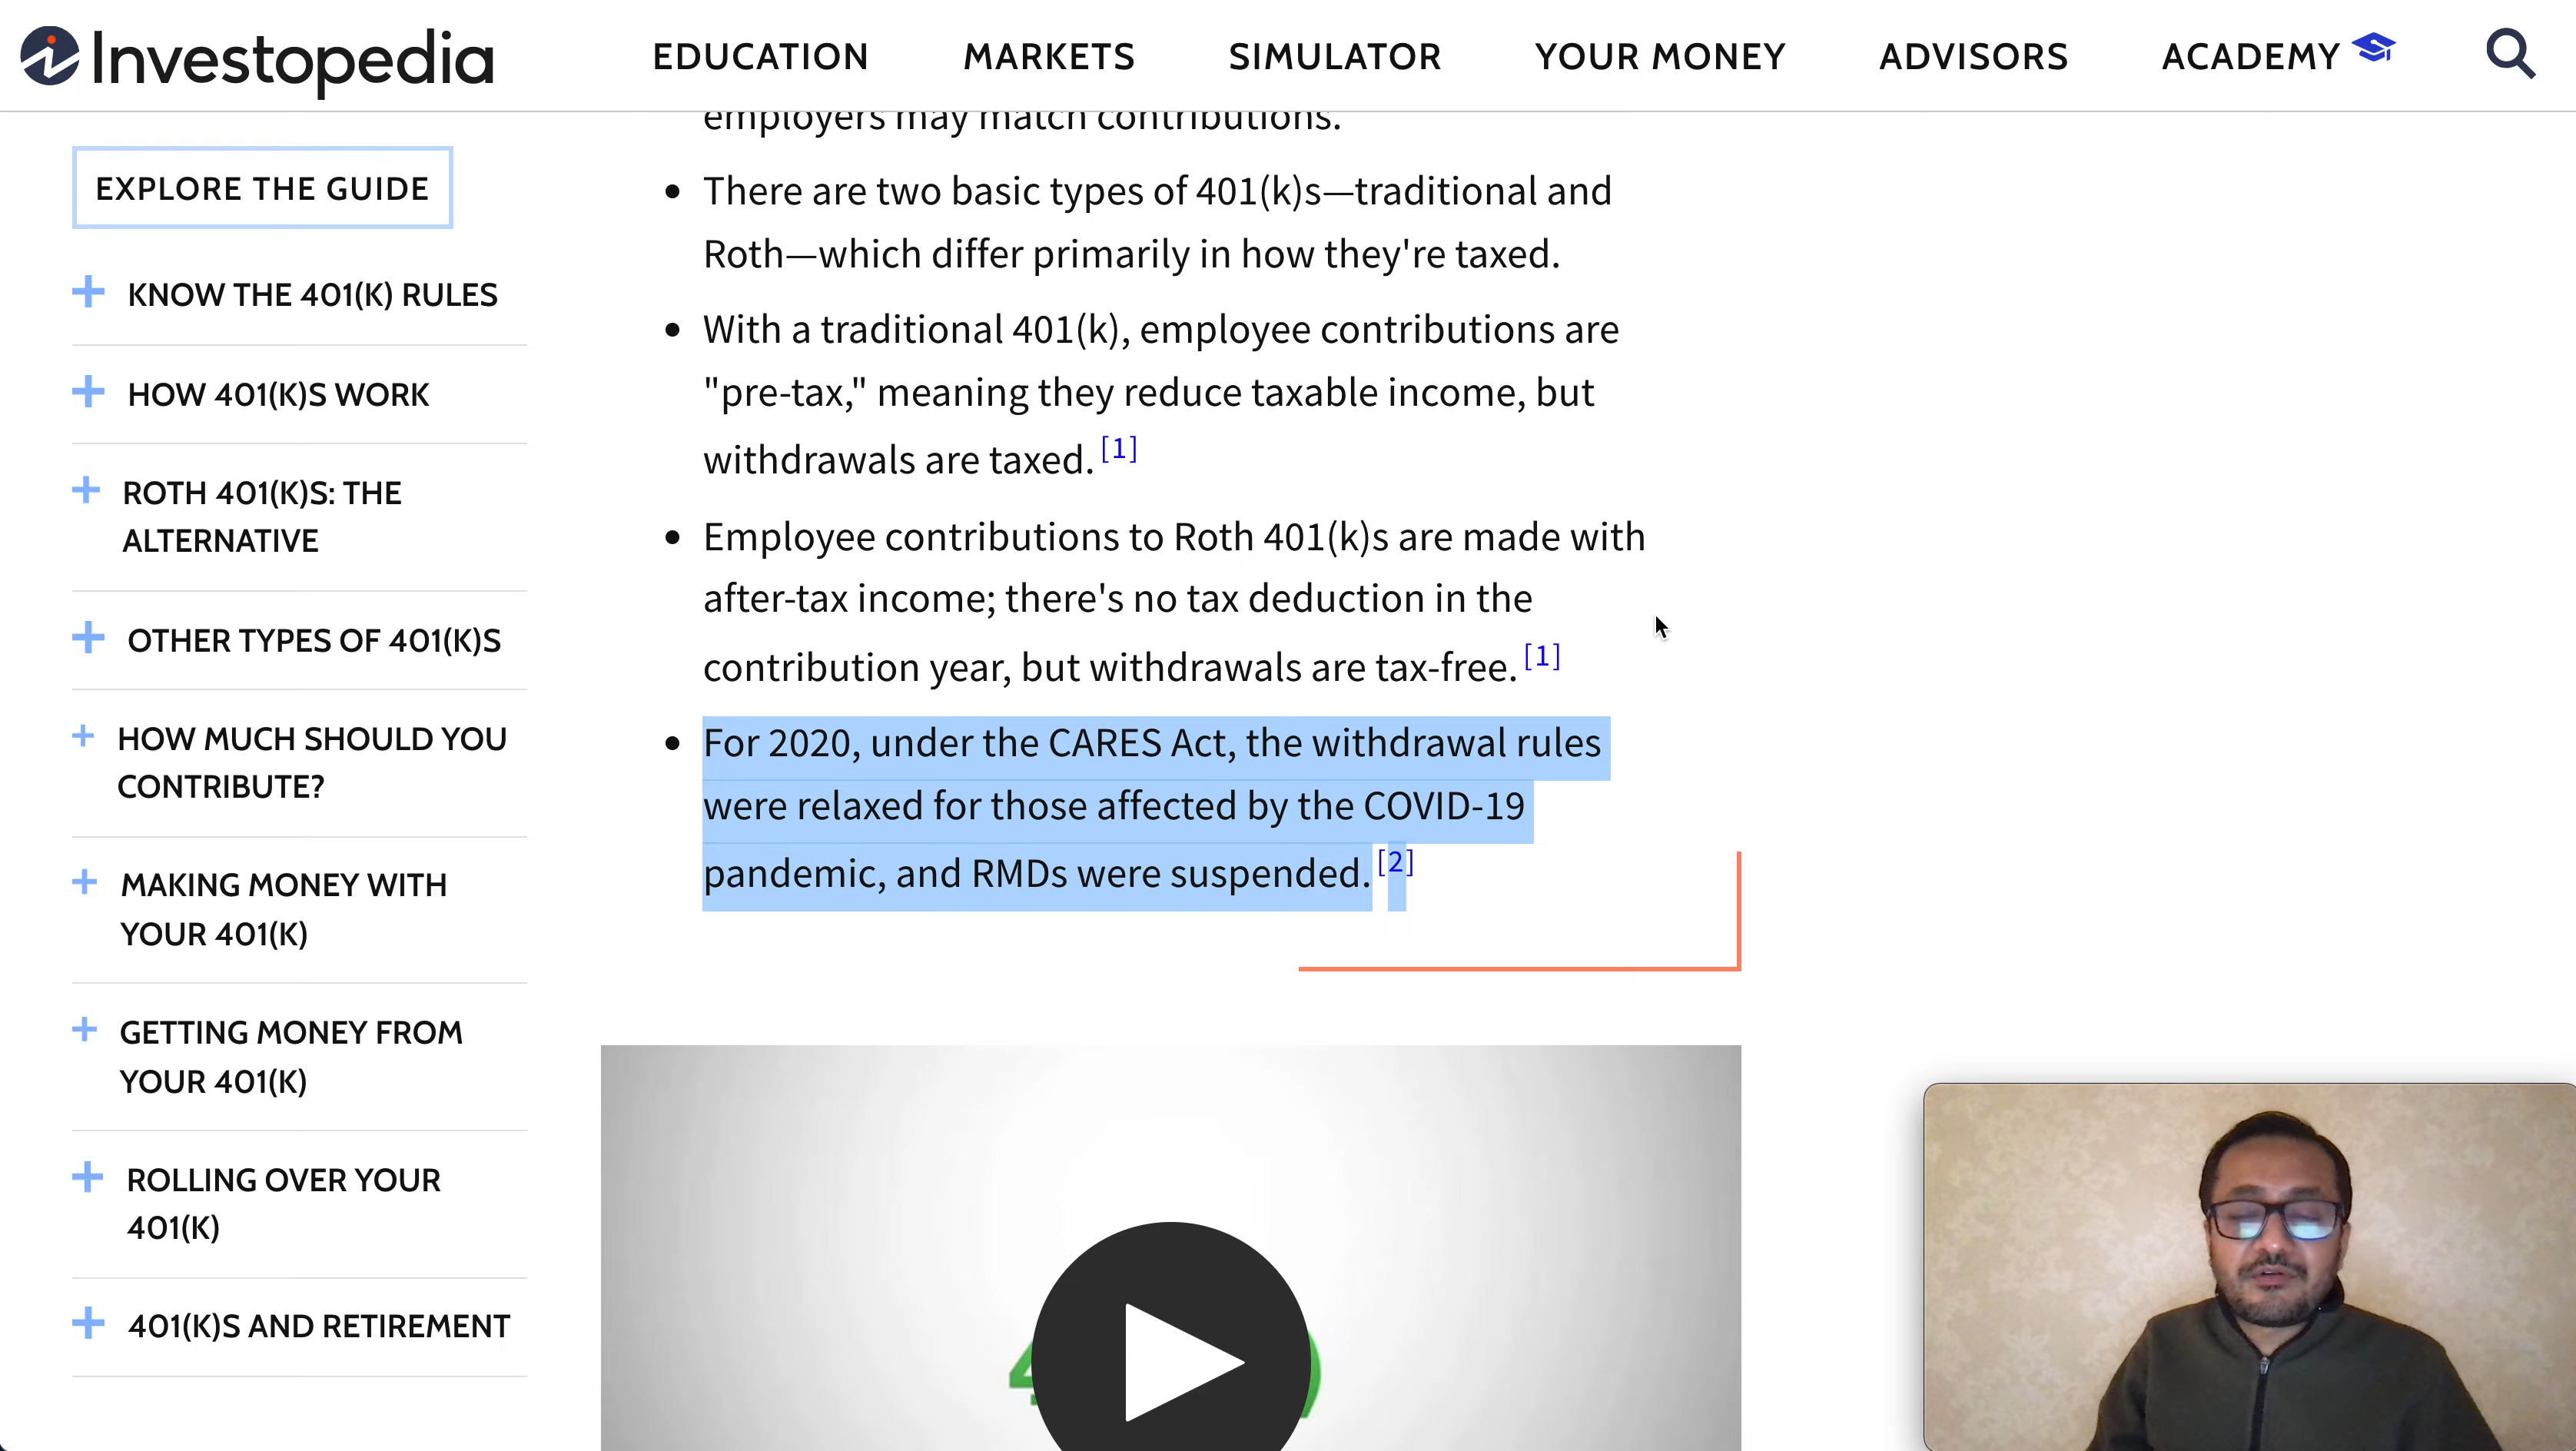 Investopedia
EDUCATION
MARKETS
SIMULATOR
YOUR MONEY
ADVISORS
ACADEMY
EXPLORE THE GUIDE
KNOW THE 401(K) RULES
HOW 401(K)S WORK
ROTH 401(K)S: THE
ALTERNATIVE
OTHER TYPES OF 401(K)S
HOW MUCH SHOULD YOU
CONTRIBUTE?
MAKING MONEY WITH
YOUR 401(K)
GETTING MONEY FROM
YOUR 401(K)
ROLLING OVER YOUR
401(K)
401(K)S AND RETIREMENT
employers may match contributions.
There are two basic types of 401(k)s—traditional and
Roth—which differ primarily in how they're taxed.
With a traditional 401(k), employee contributions are
"pre-tax," meaning they reduce taxable income, but
withdrawals are taxed. [1]
Employee contributions to Roth 401(k)s are made with
after-tax income; there's no tax deduction in the
contribution year, but withdrawals are tax-free. [1]
For 2020, under the CARES Act, the withdrawal rules
were relaxed for those affected by the COVID-19
pandemic, and RMDs were suspended. [2]